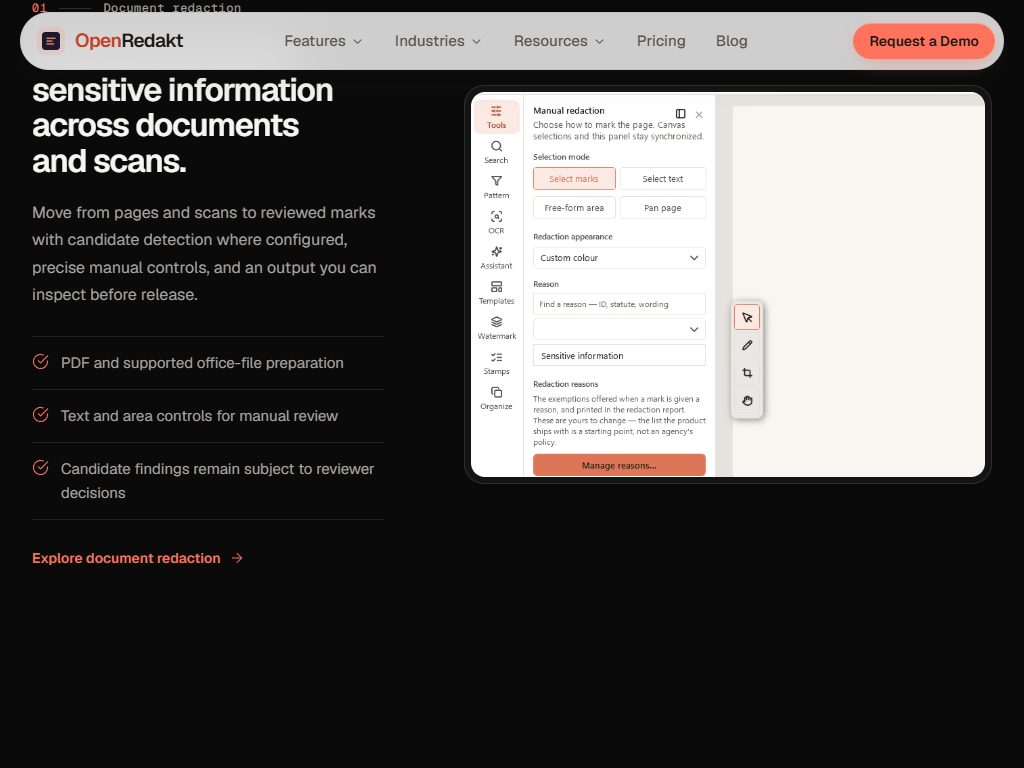 01 Document redaction
OpenRedakt
Features
Industries
Resources
Pricing
Blog
Request a Demo
sensitive information
across documents
and scans.
Move from pages and scans to reviewed marks
with candidate detection where configured,
precise manual controls, and an output you can
inspect before release.
PDF and supported office-file preparation
Text and area controls for manual review
Candidate findings remain subject to reviewer
decisions
Explore document redaction
Tools
Search
Pattern
OCR
Assistant
Templates
Watermark
Stamps
Organize
Manual redaction
Choose how to mark the page. Canvas
selections and this panel stay synchronized.
Selection mode
Select marks
Select text
Free-form area
Pan page
Redaction appearance
Custom colour
Reason
Find a reason — ID, statute, wording
Sensitive information
Redaction reasons
The exemptions offered when a mark is given a
reason, and printed in the redaction report.
These are yours to change — the list the product
ships with is a starting point, not an agency's
policy.
Manage reasons...